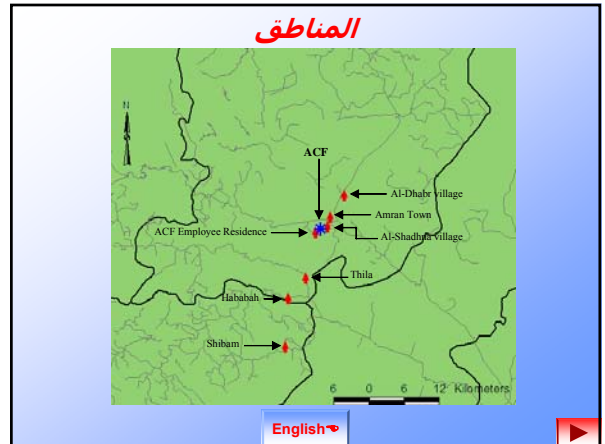 المناطق
N
ACF
Al-Dhabr village
Amran Town
ACF Employee Residence
Al-Shadhna village
Thila
Hababah
Shibam
6 0 6 12 Kilometers
English